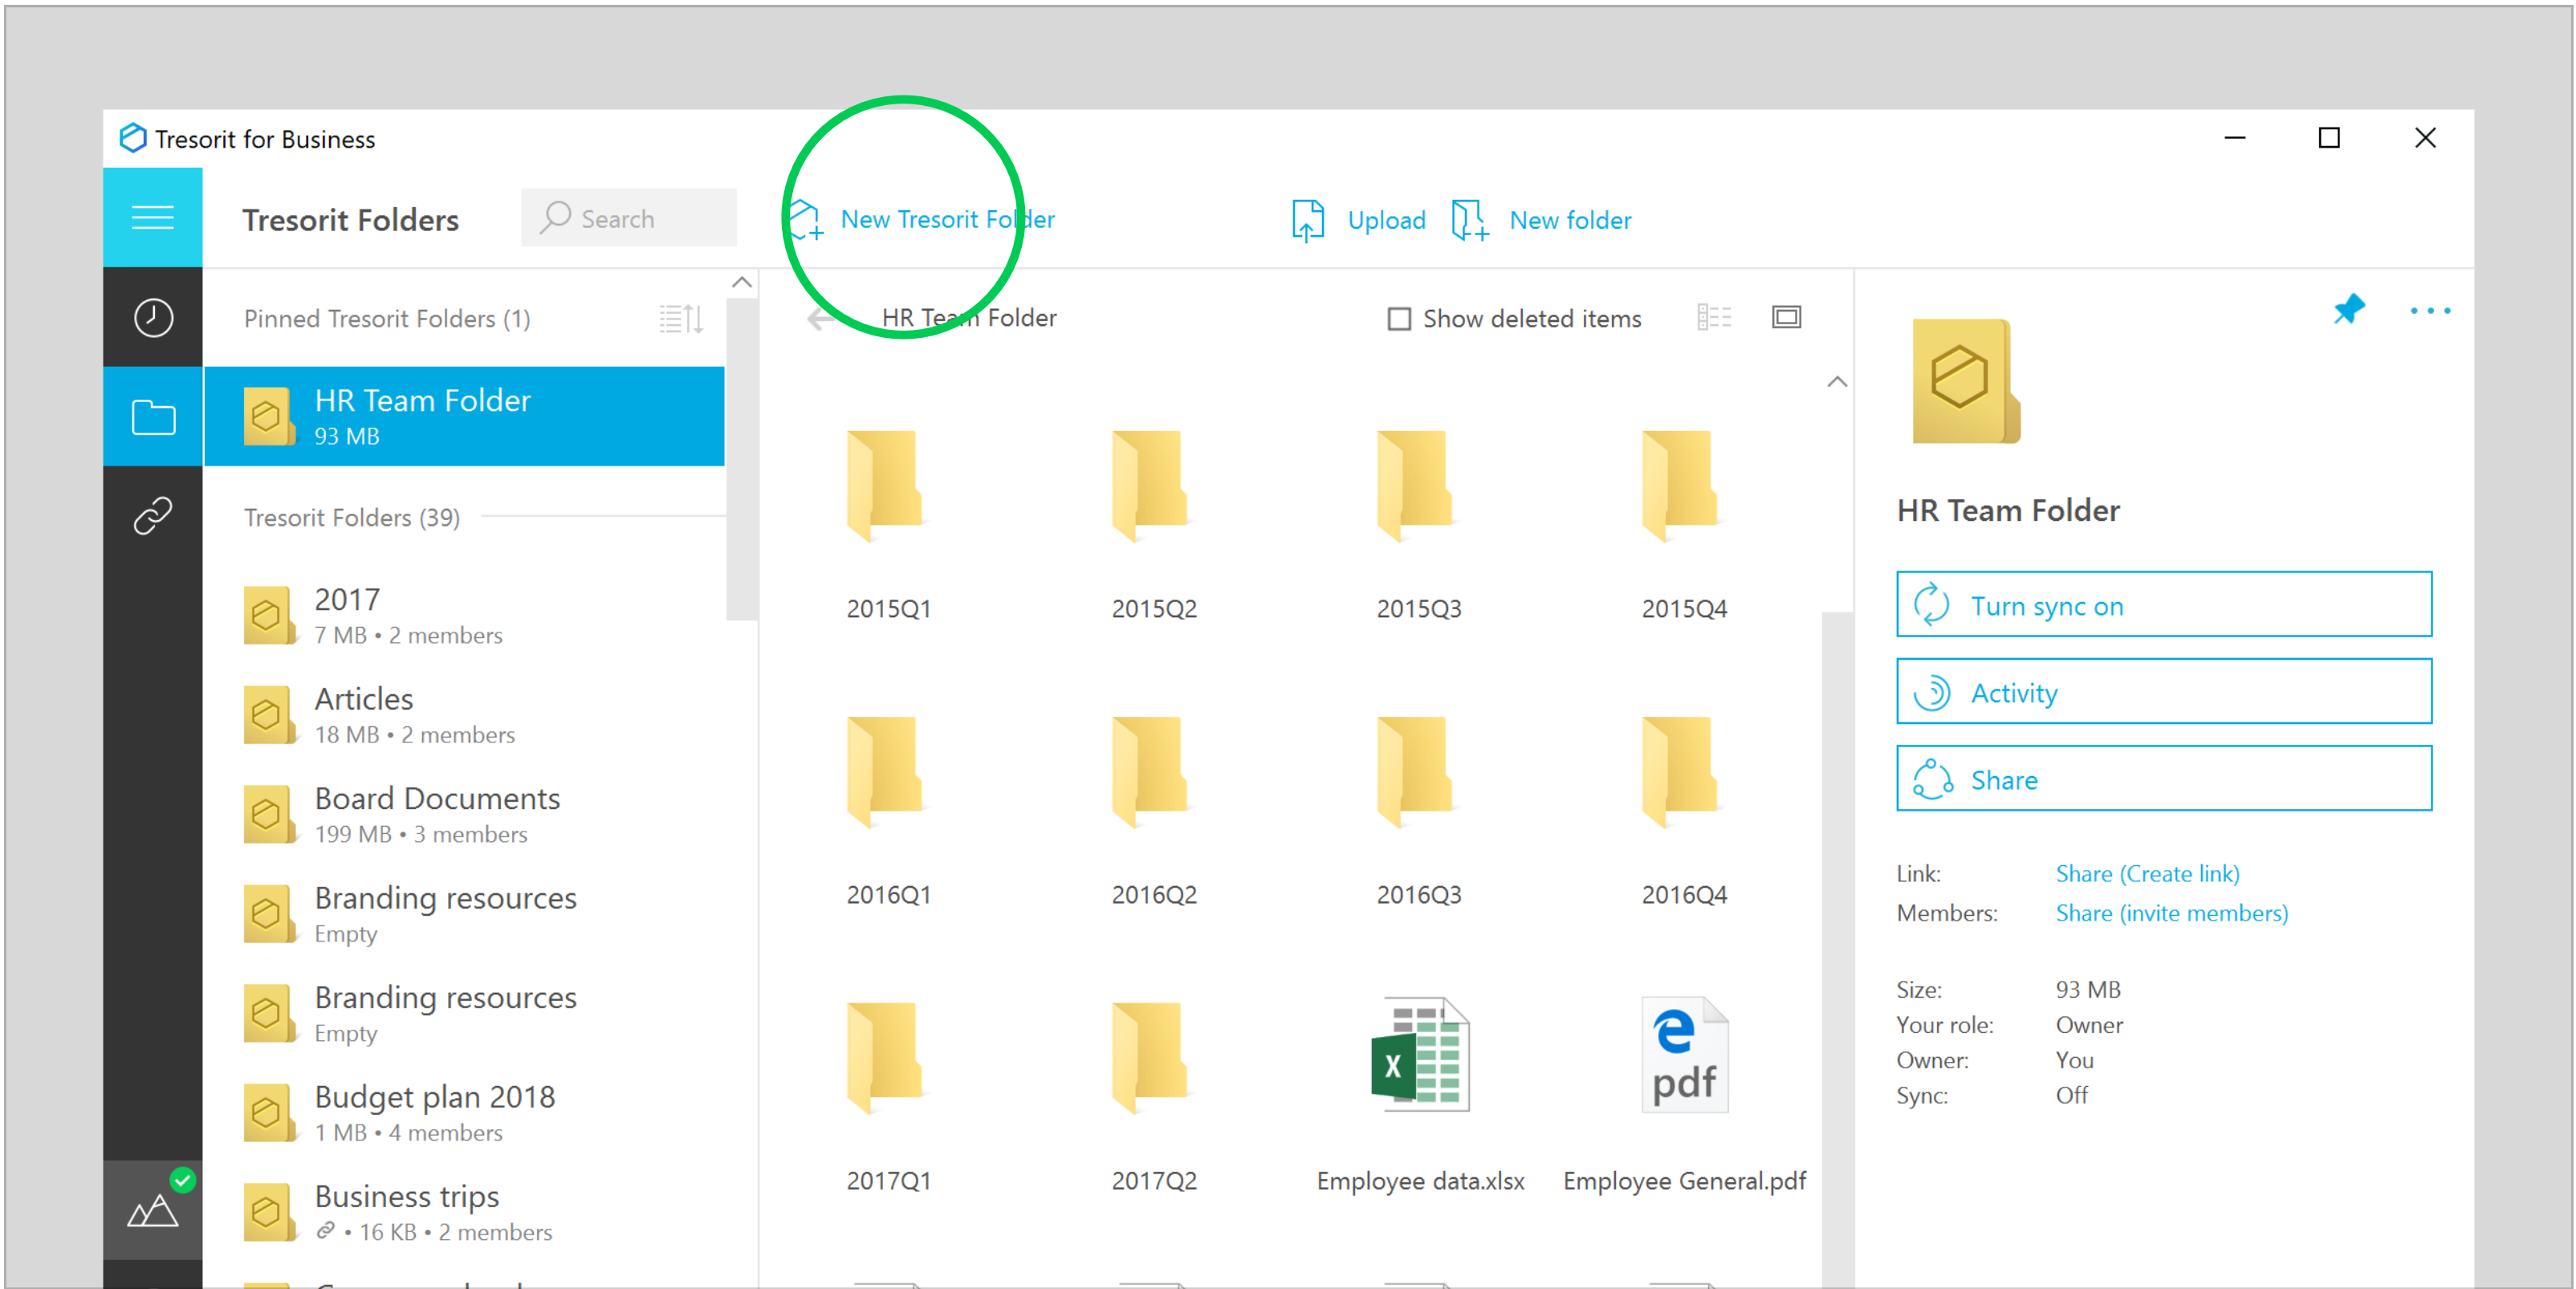 Tresorit for Business
Tresorit Folders
Search
New Tresorit Folder
Upload
New folder
Pinned Tresorit Folders (1)
HR Team Folder
93 MB
Tresorit Folders (39)
2017
7 MB • 2 members
Articles
18 MB • 2 members
Board Documents
199 MB • 3 members
Branding resources
Empty
Branding resources
Empty
Budget plan 2018
1 MB • 4 members
Business trips
• 16 KB • 2 members
HR Team Folder
Show deleted items
2015Q1
2015Q2
2015Q3
2015Q4
2016Q1
2016Q2
2016Q3
2016Q4
2017Q1
2017Q2
X
Employee data.xlsx
pdf
Employee General.pdf
HR Team Folder
Turn sync on
Activity
Share
Link: Share (Create link)
Members: Share (invite members)
Size: 93 MB
Your role: Owner
Owner: You
Sync: Off